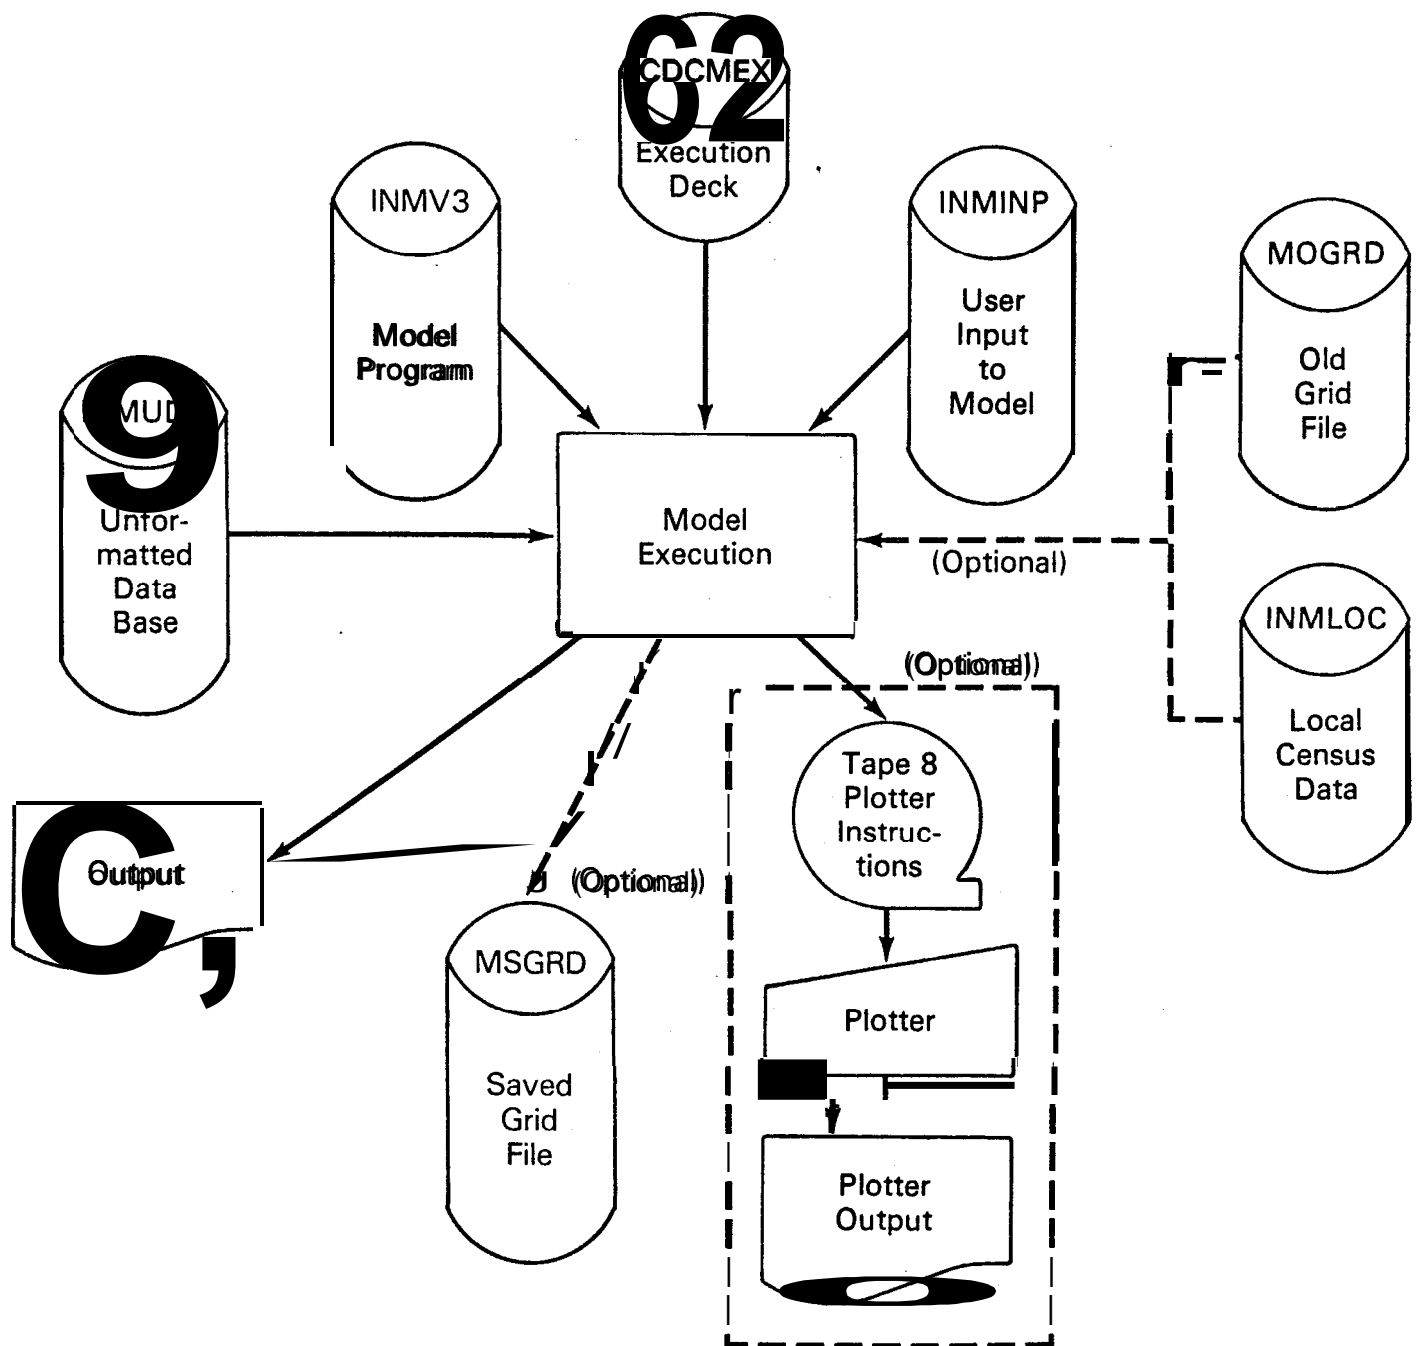 62
CDCMEX
Execution
Deck
INMV3
Model
Program
INMINP
User
Input
to
Model
MOGRD
Old
Grid
File
9
Unfor-
matted
Data
Base
Model
Execution
(Optional)
INMLOC
Local
Census
Data
(Optional)
Tape 8
Plotter
Instruc-
tions
C,
Output
(Optional)
MSGRD
Saved
Grid
File
Plotter
Plotter
Output